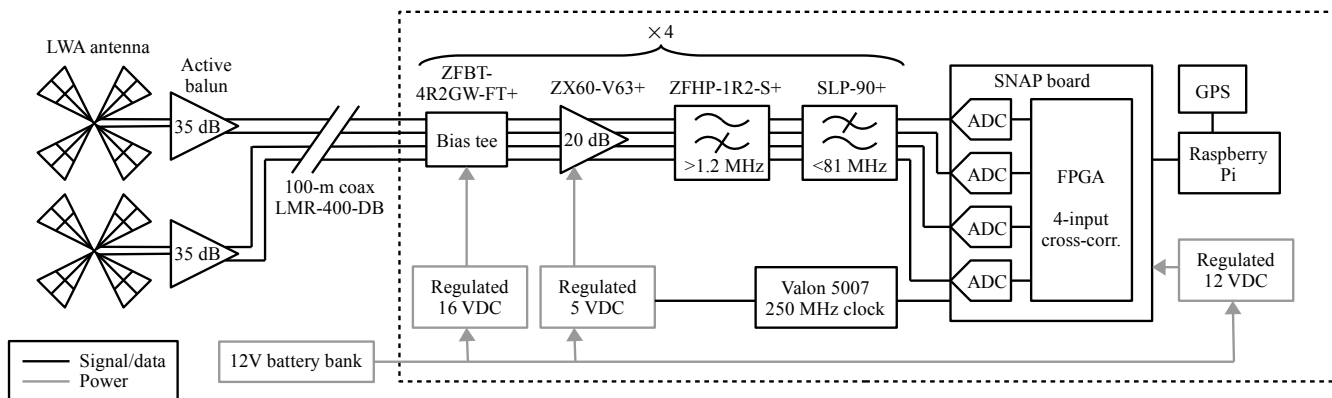 ×4
LWA antenna
Active
balun
35 dB
35 dB
100-m coax
LMR-400-DB
ZFBT-
4R2GW-FT+
Bias tee
ZX60-V63+
20 dB
ZFHP-1R2-S+
>1.2 MHz
SLP-90+
<81 MHz
SNAP board
ADC
ADC
ADC
ADC
FPGA
4-input
cross-corr.
GPS
Raspberry
Pi
Regulated
16 VDC
Regulated
5 VDC
Valon 5007
250 MHz clock
Regulated
12 VDC
12V battery bank
Signal/data
Power